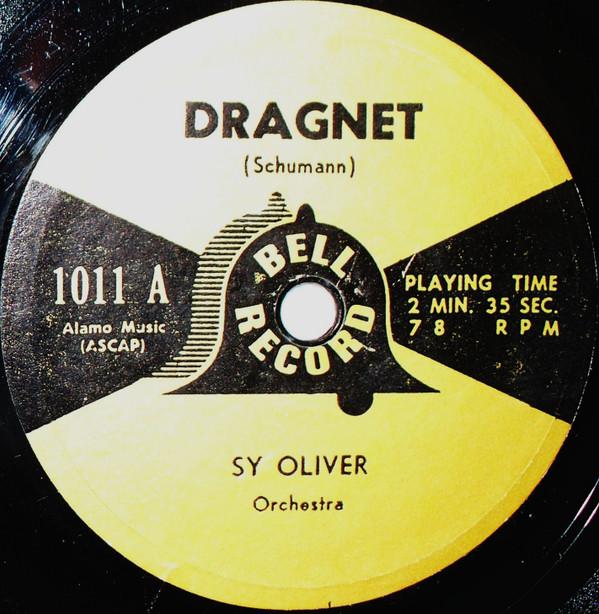 DRAGNET
(Schumann)
BELL
RECORD
1011 A
Alamo Music
(ASCAP)
PLAYING TIME
2 MIN. 35 SEC.
78 RPM
SY OLIVER
Orchestra